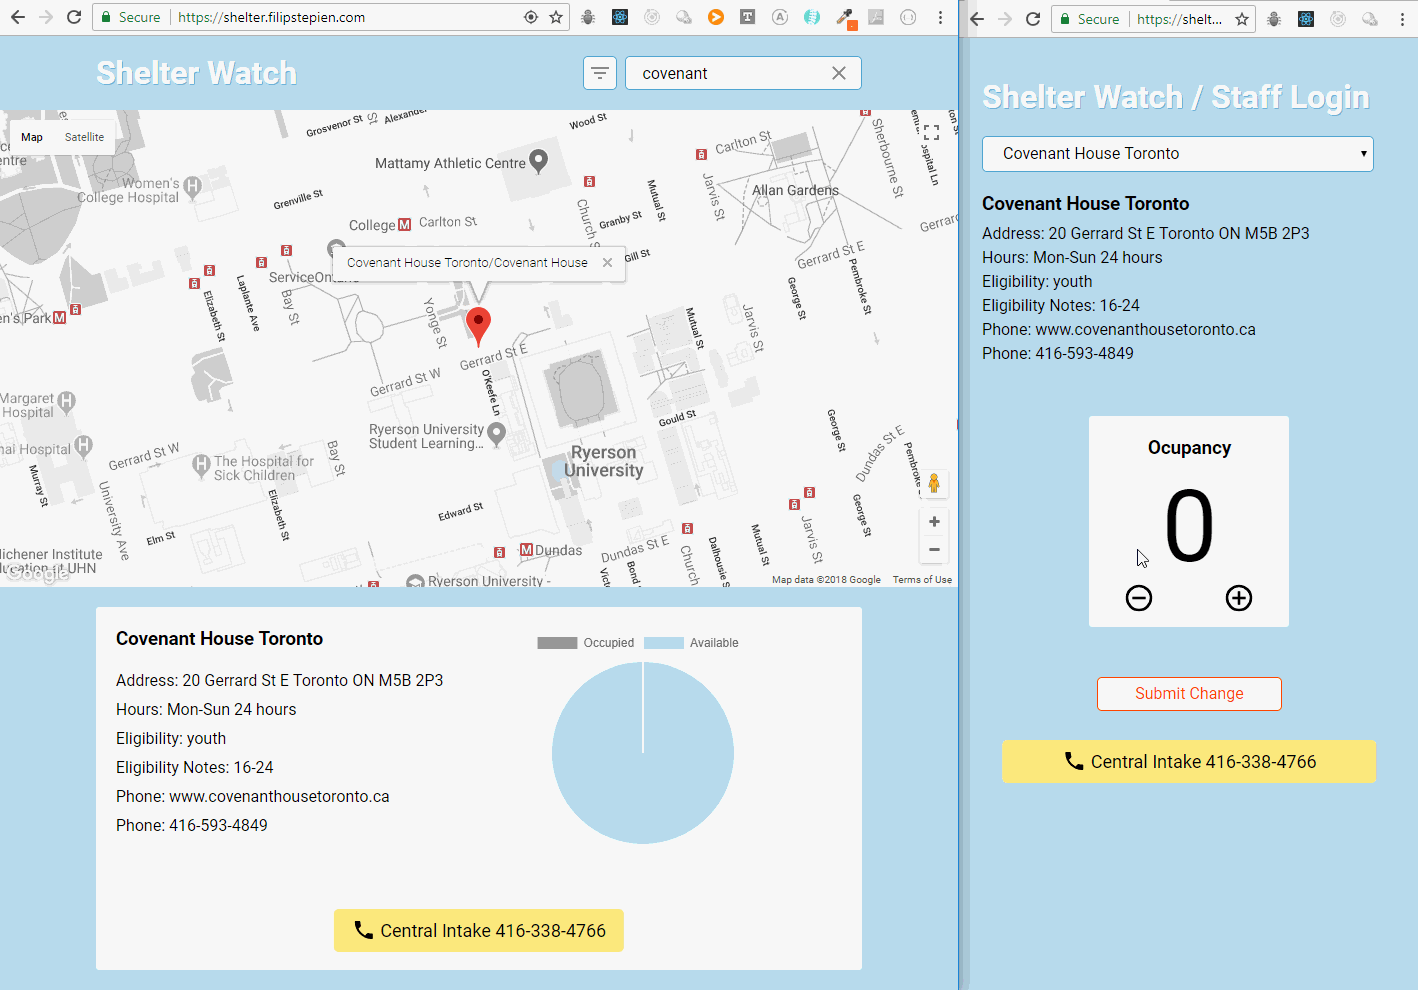 Secure
https://shelter.filipstepien.com
Shelter Watch
covenant
Map
Satellite
Grosvenor St
St
Alexander
Wood St
Mattamy Athletic Centre
Carlton St
Sherbourne St
Women's
College Hospital
Grenville St
Mutual St
Jarvis St
Allan Gardens
College
M
Carlton St
Church S
Granby St
Gerrard
Gill St
Gerrard St E
Covenant House Toronto/Covenant House
ServiceOnt
Laplante Ave
Elizabeth St
Bay St
Yonge St
George St
Pembroke St
en's Park
M
Mutual St
Jarvis St
Gerrard St E
Gerrard St W
O'Keefe Ln
Margaret
Hospital
Gould St
George St
Ryerson University
Student Learning...
Ryerson
University
Dundas St E
nai Hospital
Gerrard St W
Bay St
The Hospital for
Sick Children
Murray St
University Ave
Elizabeth St
Edward St
Elm St
George St
Jarvis St
Mutual St
Dalhousie St
Michener Institute
M
Dundas
Dundas St E
Church
Bond
Ryerson University -
Google
Map data ©2018 Google
Terms of Use
Covenant House Toronto
Address: 20 Gerrard St E Toronto ON M5B 2P3
Hours: Mon-Sun 24 hours
Eligibility: youth
Eligibility Notes: 16-24
Phone: www.covenanthousetoronto.ca
Phone: 416-593-4849
Occupied
Available
Central Intake 416-338-4766
Secure
https://shelt...
Shelter Watch / Staff Login
Covenant House Toronto
Covenant House Toronto
Address: 20 Gerrard St E Toronto ON M5B 2P3
Hours: Mon-Sun 24 hours
Eligibility: youth
Eligibility Notes: 16-24
Phone: www.covenanthousetoronto.ca
Phone: 416-593-4849
Ocupancy
0
Submit Change
Central Intake 416-338-4766